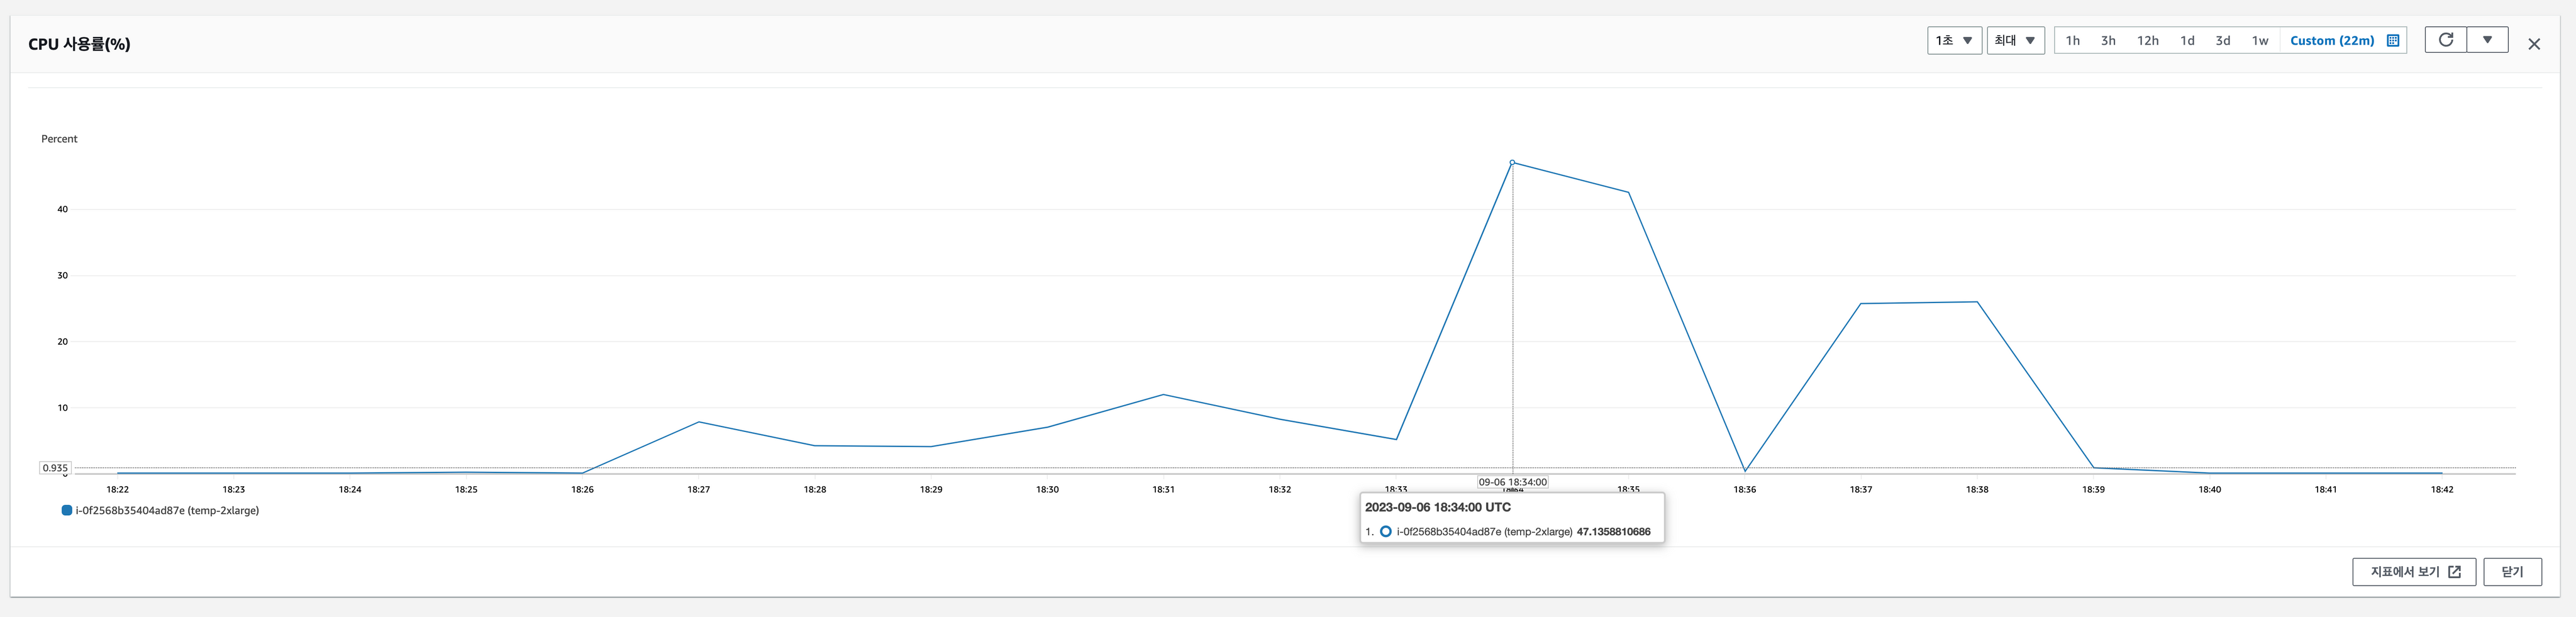 CPU 사용률(%)
1초 ▼ 최대 ▼ 1h 3h 12h 1d 3d 1w Custom (22m)
Percent
40
30
20
10
0.935
18:22 18:23 18:24 18:25 18:26 18:27 18:28 18:29 18:30 18:31 18:32 18:33 18:35 18:36 18:37 18:38 18:39 18:40 18:41 18:42
09-06 18:34:00
i-0f2568b35404ad87e (temp-2xlarge)
2023-09-06 18:34:00 UTC
1. i-0f2568b35404ad87e (temp-2xlarge) 47.1358810686
지표에서 보기 닫기